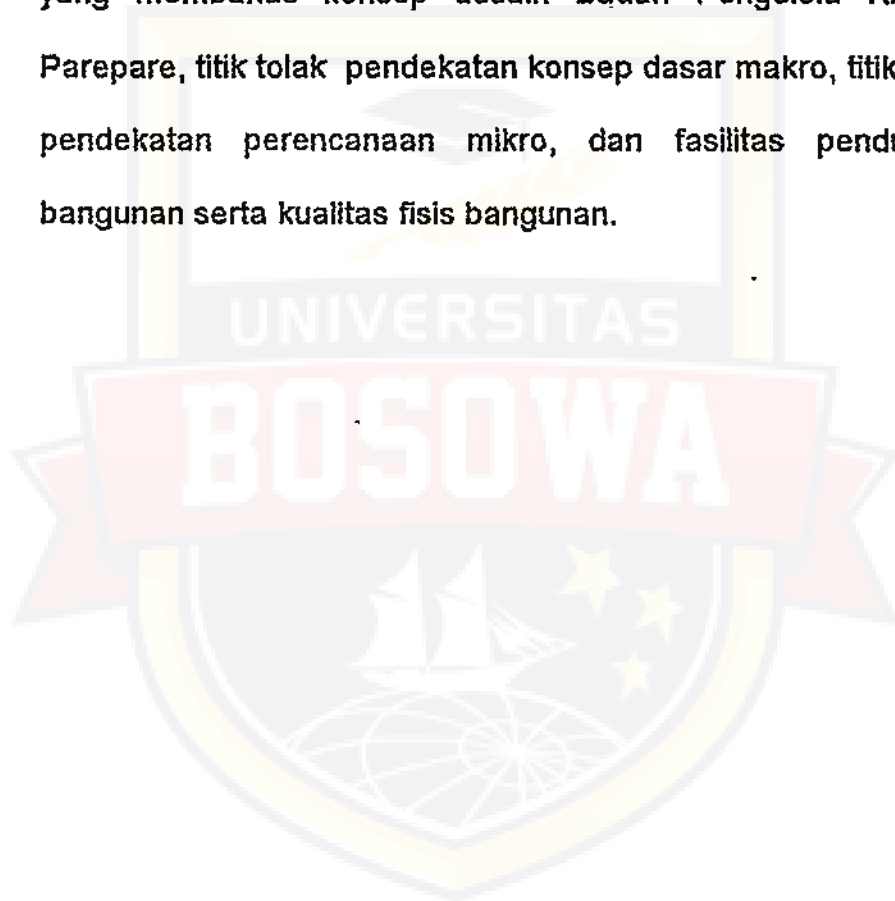 Parepare, titik tolak pendekatan konsep dasar makro, titik
pendekatan perencanaan mikro, dan fasilitas
bangunan serta kualitas fisis bangunan.
UNIVERSITAS
BOSOWA